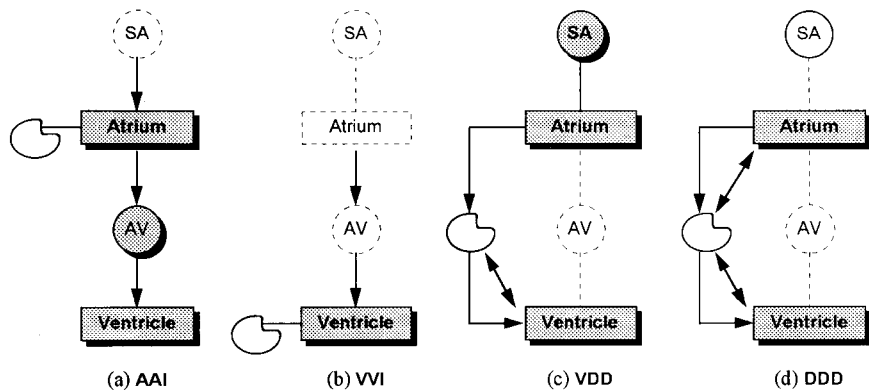 SA
SA
SA
SA
Atrium
Atrium
Atrium
Atrium
AV
AV
AV
AV
Ventricle
Ventricle
Ventricle
Ventricle
(a) AAI
(b) VVI
(c) VDD
(d) DDD